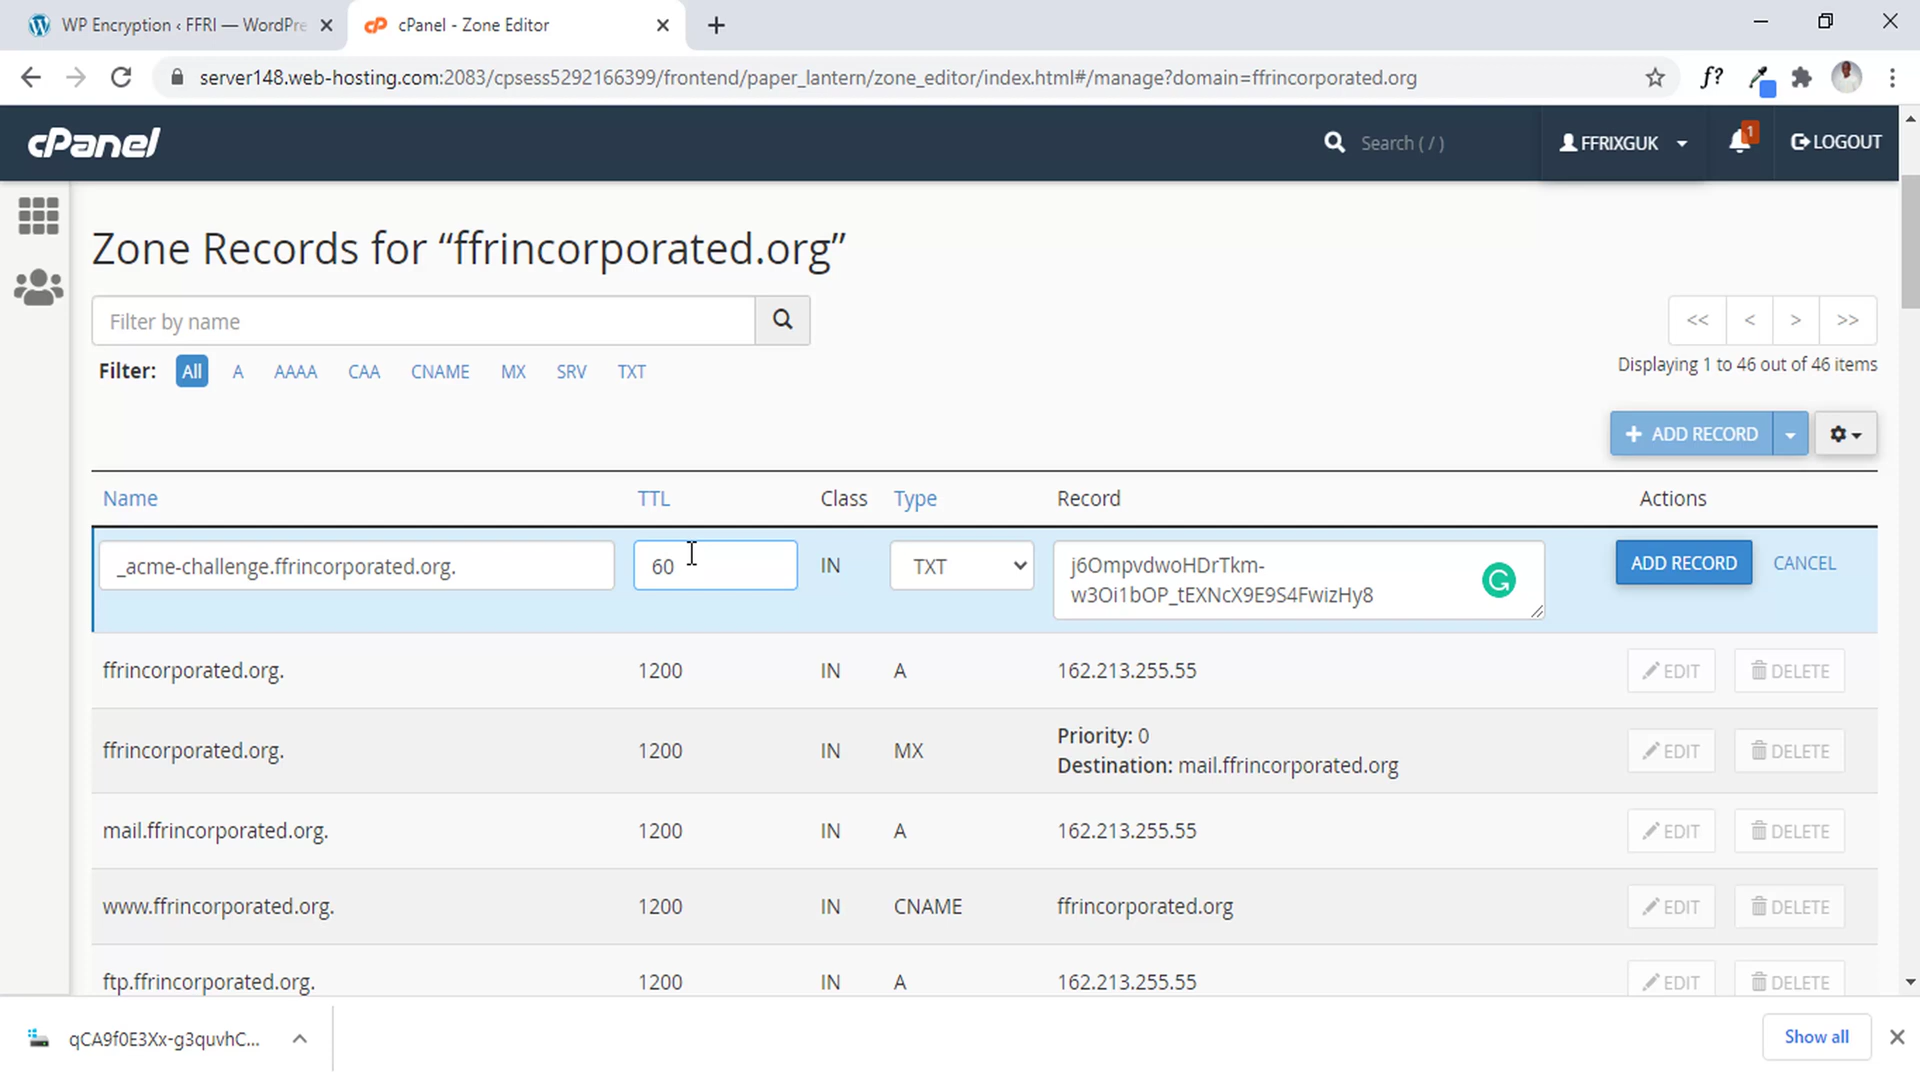 WP Encryption ‹ FFRI — WordPre
cPanel - Zone Editor
server148.web-hosting.com:2083/cpsess5292166399/frontend/paper_lantern/zone_editor/index.html#/manage?domain=ffrincorporated.org
f?
cPanel
Search ( / )
FFRIXGUK
1
LOGOUT
Zone Records for “ffrincorporated.org”
Filter by name
<< < > >>
Filter: All A AAAA CAA CNAME MX SRV TXT
Displaying 1 to 46 out of 46 items
+ ADD RECORD
Name TTL Class Type Record Actions
_acme-challenge.ffrincorporated.org. 60 IN TXT j6OmpvdwoHDrTkm-
w3Oi1bOP_tEXNcX9E9S4FwizHy8
ADD RECORD CANCEL
ffrincorporated.org. 1200 IN A 162.213.255.55 EDIT DELETE
ffrincorporated.org. 1200 IN MX Priority: 0
Destination: mail.ffrincorporated.org
EDIT DELETE
mail.ffrincorporated.org. 1200 IN A 162.213.255.55 EDIT DELETE
www.ffrincorporated.org. 1200 IN CNAME ffrincorporated.org EDIT DELETE
ftp.ffrincorporated.org. 1200 IN A 162.213.255.55 EDIT DELETE
qCA9f0E3Xx-g3quvhC...
Show all